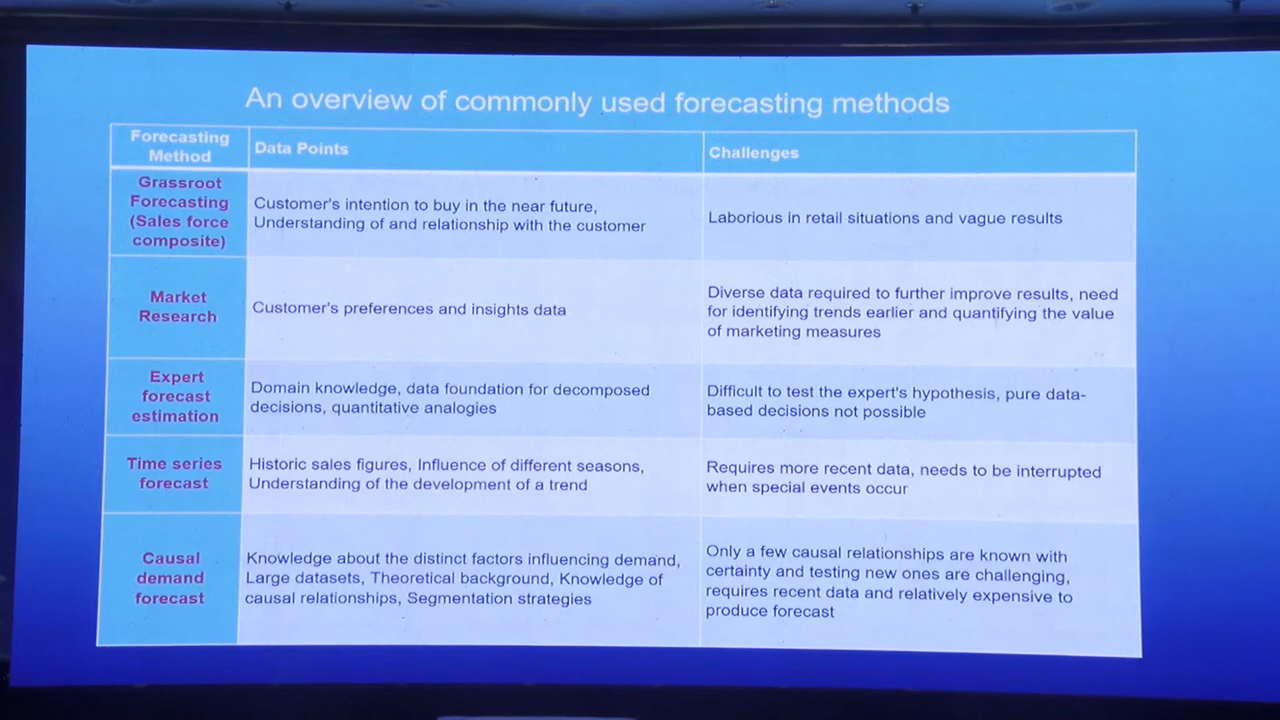 An overview of commonly used forecasting methods
Forecasting
Method
Data Points
Challenges
Grassroot
Forecasting
(Sales force
composite)
Customer's intention to buy in the near future,
Understanding of and relationship with the customer
Laborious in retail situations and vague results
Market
Research
Customer's preferences and insights data
Diverse data required to further improve results, need
for identifying trends earlier and quantifying the value
of marketing measures
Expert
forecast
estimation
Domain knowledge, data foundation for decomposed
decisions, quantitative analogies
Difficult to test the expert's hypothesis, pure data-
based decisions not possible
Time series
forecast
Historic sales figures, Influence of different seasons,
Understanding of the development of a trend
Requires more recent data, needs to be interrupted
when special events occur
Causal
demand
forecast
Knowledge about the distinct factors influencing demand,
Large datasets, Theoretical background, Knowledge of
causal relationships, Segmentation strategies
Only a few causal relationships are known with
certainty and testing new ones are challenging,
requires recent data and relatively expensive to
produce forecast